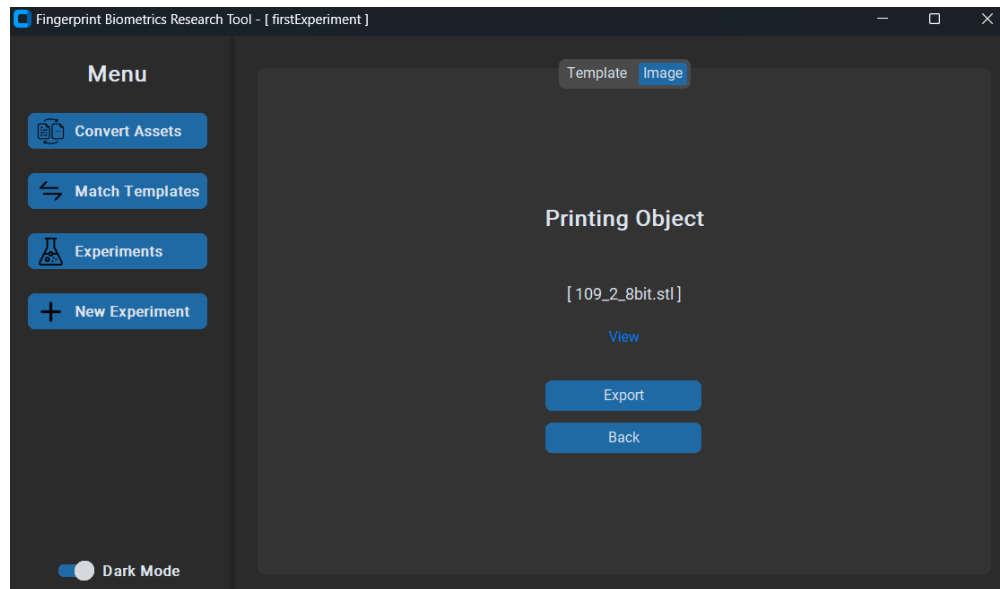 Fingerprint Biometrics Research Tool - [ firstExperiment ]
Menu
Convert Assets
Match Templates
Experiments
New Experiment
Dark Mode
Template Image
Printing Object
[ 109_2_8bit.stl ]
View
Export
Back